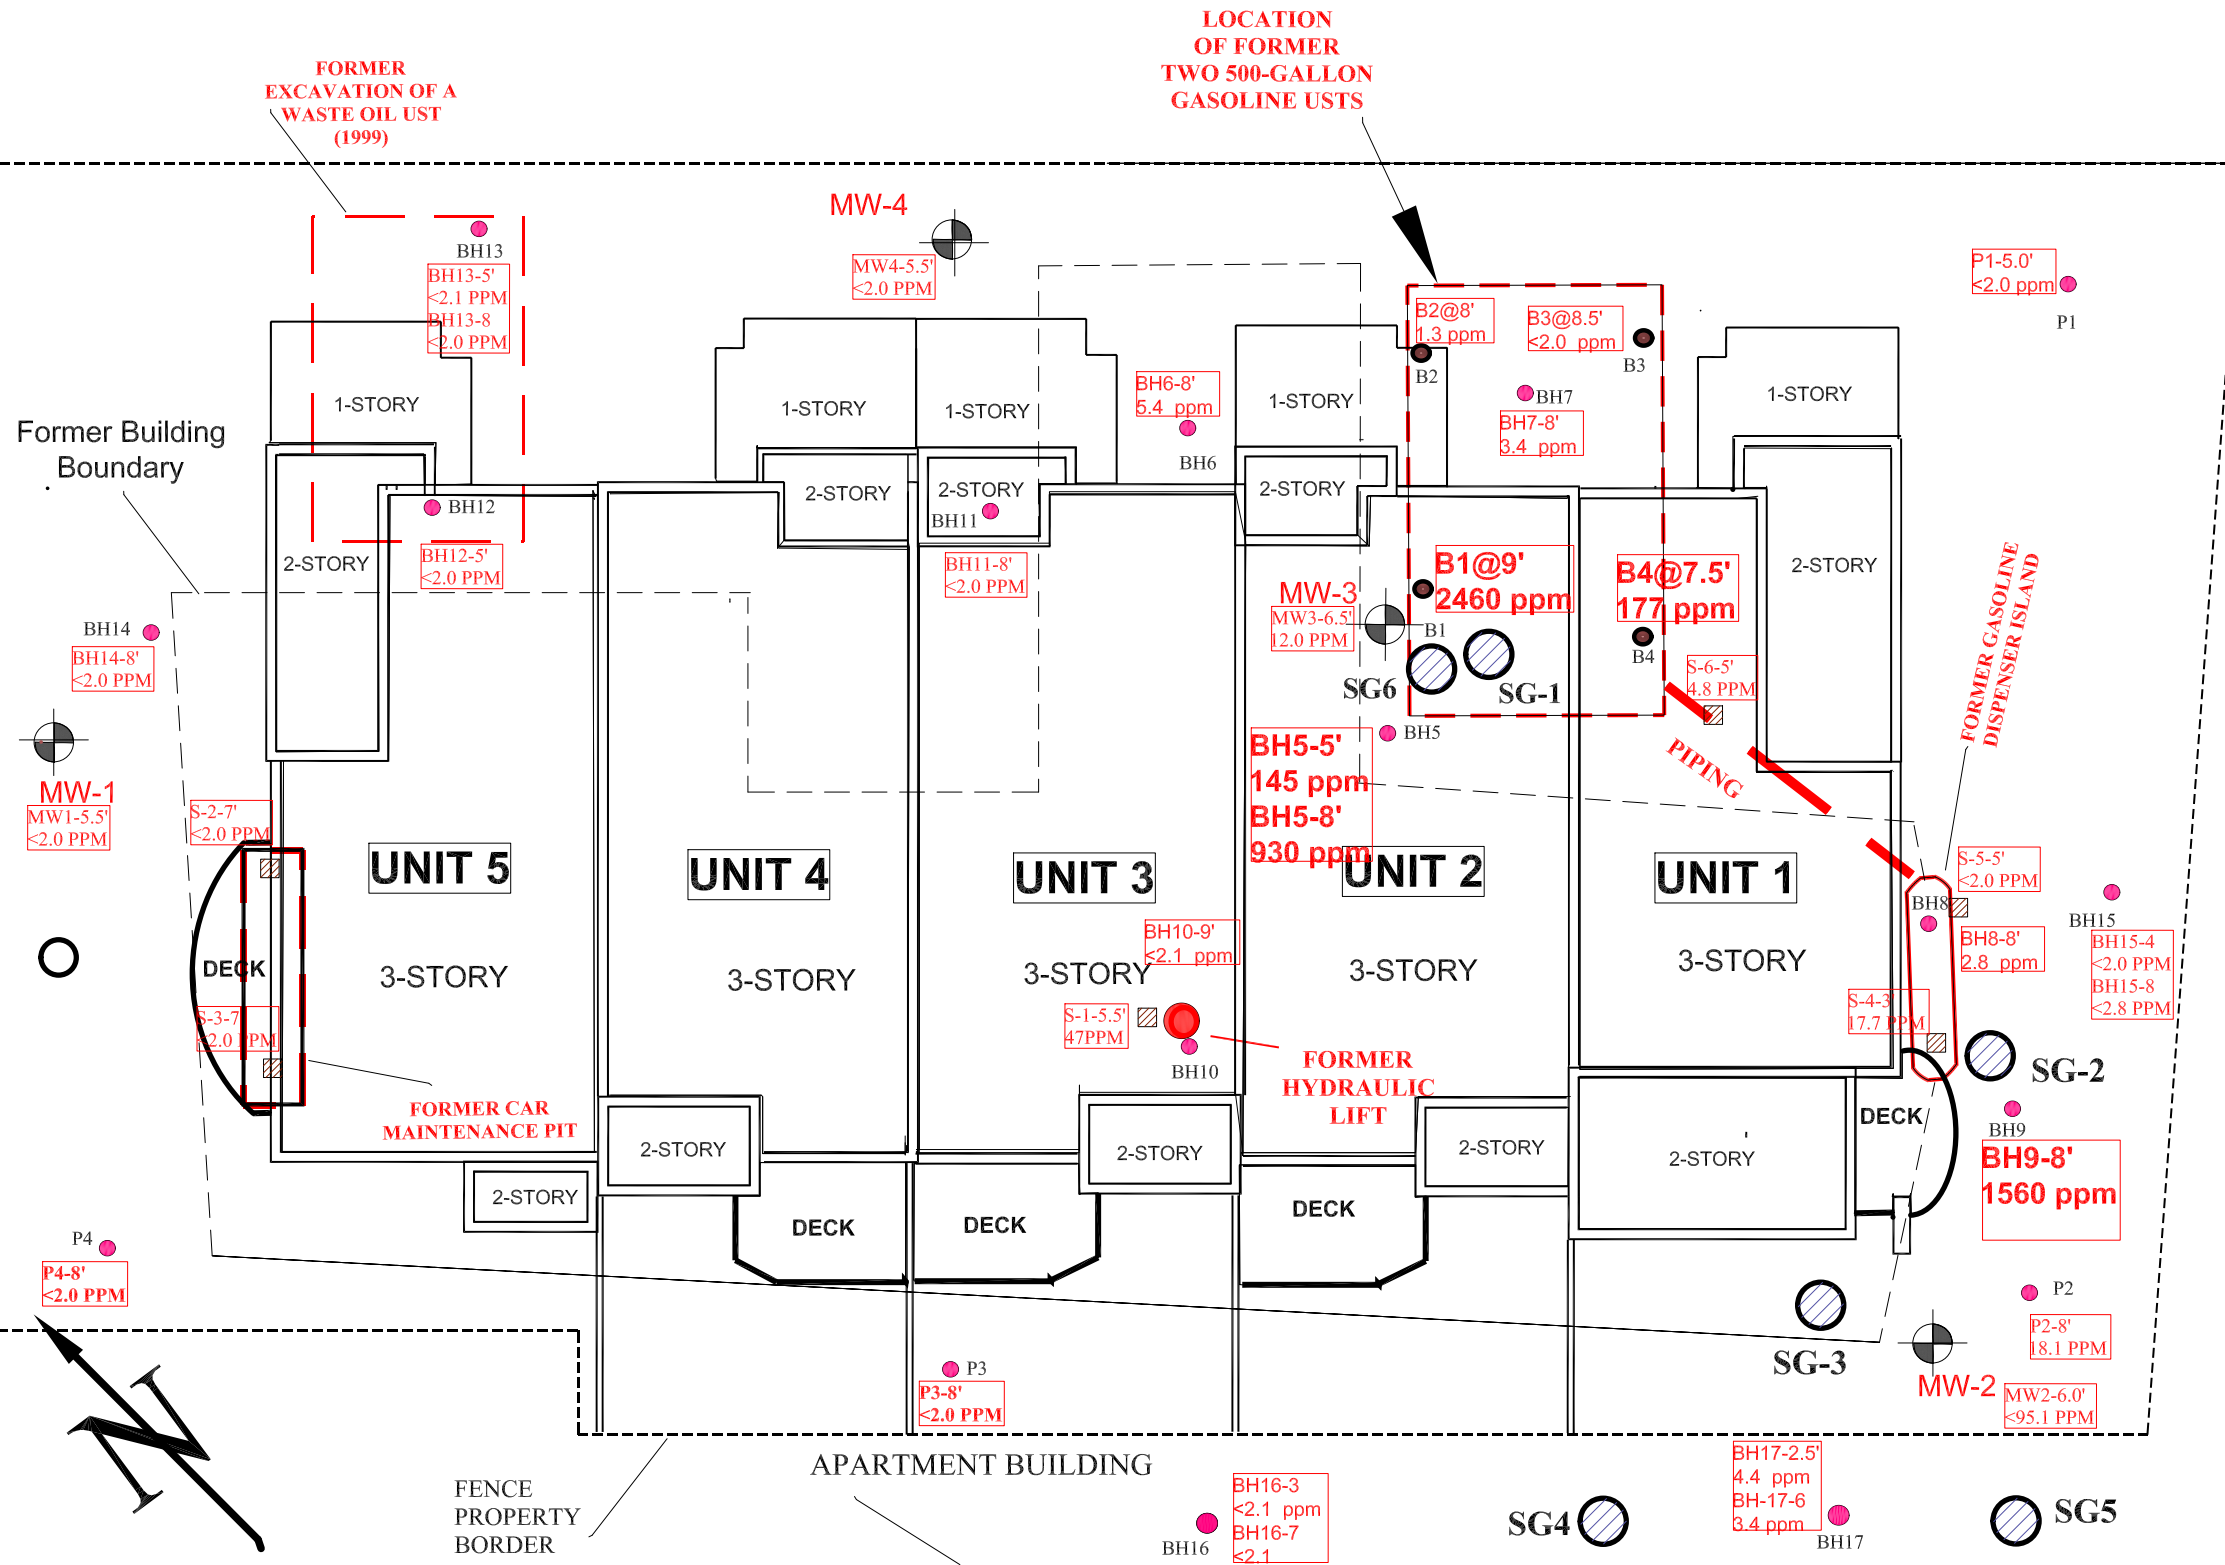 LOCATION
OF FORMER
TWO 500-GALLON
GASOLINE USTS
FORMER
EXCAVATION OF A
WASTE OIL UST
(1999)
MW-4
MW4-5.5'
<2.0 PPM
BH13
BH13-5'
<2.1 PPM
BH13-8
<2.0 PPM
P1-5.0'
<2.0 ppm
P1
B2@8'
1.3 ppm
B2
B3@8.5'
<2.0 ppm
B3
BH6-8'
5.4 ppm
BH6
BH7
BH7-8'
3.4 ppm
1-STORY
1-STORY
1-STORY
1-STORY
1-STORY
Former Building
Boundary
2-STORY
2-STORY
2-STORY
BH12
BH12-5'
<2.0 PPM
BH11
BH11-8'
<2.0 PPM
2-STORY
2-STORY
MW-3
MW3-6.5'
12.0 PPM
B1@9'
2460 ppm
B1
B4@7.5'
177 ppm
B4
FORMER GASOLINE
DISPENSER ISLAND
BH14
BH14-8'
<2.0 PPM
SG6
SG-1
S-6-5'
4.8 PPM
PIPING
MW-1
MW1-5.5'
<2.0 PPM
S-2-7'
<2.0 PPM
BH5
BH5-5'
145 ppm
BH5-8'
930 ppm
UNIT 5
UNIT 4
UNIT 3
UNIT 2
UNIT 1
S-5-5'
<2.0 PPM
BH8
BH8-8'
2.8 ppm
BH15
BH15-4
<2.0 PPM
BH15-8
<2.8 PPM
BH10-9'
<2.1 ppm
DECK
3-STORY
3-STORY
3-STORY
3-STORY
3-STORY
S-3-7
<2.0 PPM
S-1-5.5'
47PPM
BH10
S-4-3'
17.7 PPM
FORMER
HYDRAULIC
LIFT
SG-2
FORMER CAR
MAINTENANCE PIT
BH9
BH9-8'
1560 ppm
DECK
2-STORY
2-STORY
2-STORY
2-STORY
2-STORY
DECK
DECK
DECK
P4
P4-8'
<2.0 PPM
P2
P2-8'
18.1 PPM
SG-3
MW-2
MW2-6.0'
<95.1 PPM
P3
P3-8'
<2.0 PPM
N
APARTMENT BUILDING
FENCE
PROPERTY
BORDER
BH16-3
<2.1 ppm
BH16-7
<2.1
BH16
SG4
BH17-2.5'
4.4 ppm
BH-17-6
3.4 ppm
BH17
SG5